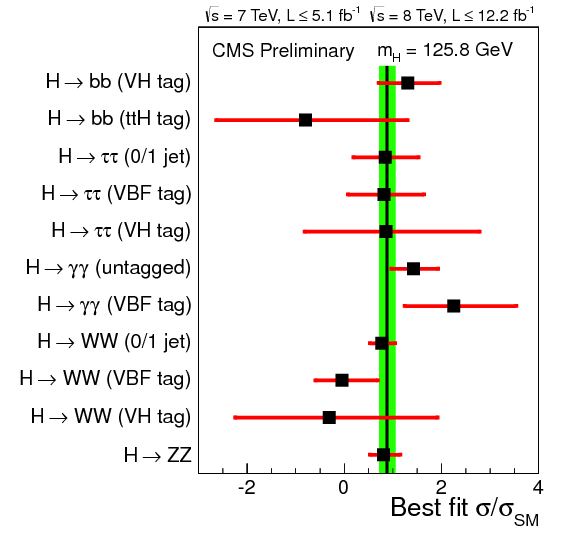 √s = 7 TeV, L ≤ 5.1 fb⁻¹ √s = 8 TeV, L ≤ 12.2 fb⁻¹
CMS Preliminary m_H = 125.8 GeV
H → bb (VH tag)
H → bb (ttH tag)
H → ττ (0/1 jet)
H → ττ (VBF tag)
H → ττ (VH tag)
H → γγ (untagged)
H → γγ (VBF tag)
H → WW (0/1 jet)
H → WW (VBF tag)
H → WW (VH tag)
H → ZZ
-2 0 2 4
Best fit σ/σ_SM